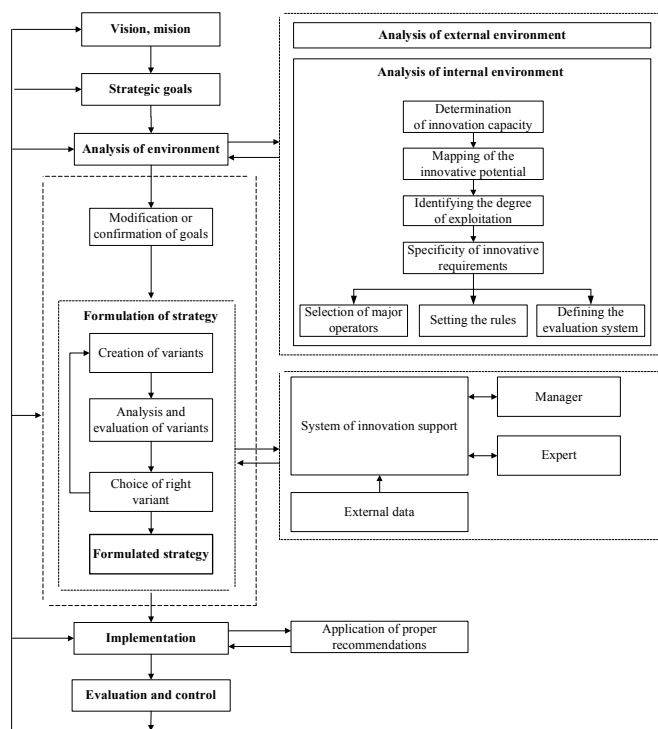 Vision, mision
Strategic goals
Analysis of environment
Modification or
confirmation of goals
Formulation of strategy
Creation of variants
Analysis and
evaluation of variants
Choice of right
variant
Formulated strategy
Implementation
Evaluation and control
Analysis of external environment
Analysis of internal environment
Determination
of innovation capacity
Mapping of the
innovative potential
Identifying the degree
of exploitation
Specificity of innovative
requirements
Selection of major
operators
Setting the rules
Defining the
evaluation system
System of innovation support
Manager
Expert
External data
Application of proper
recommendations